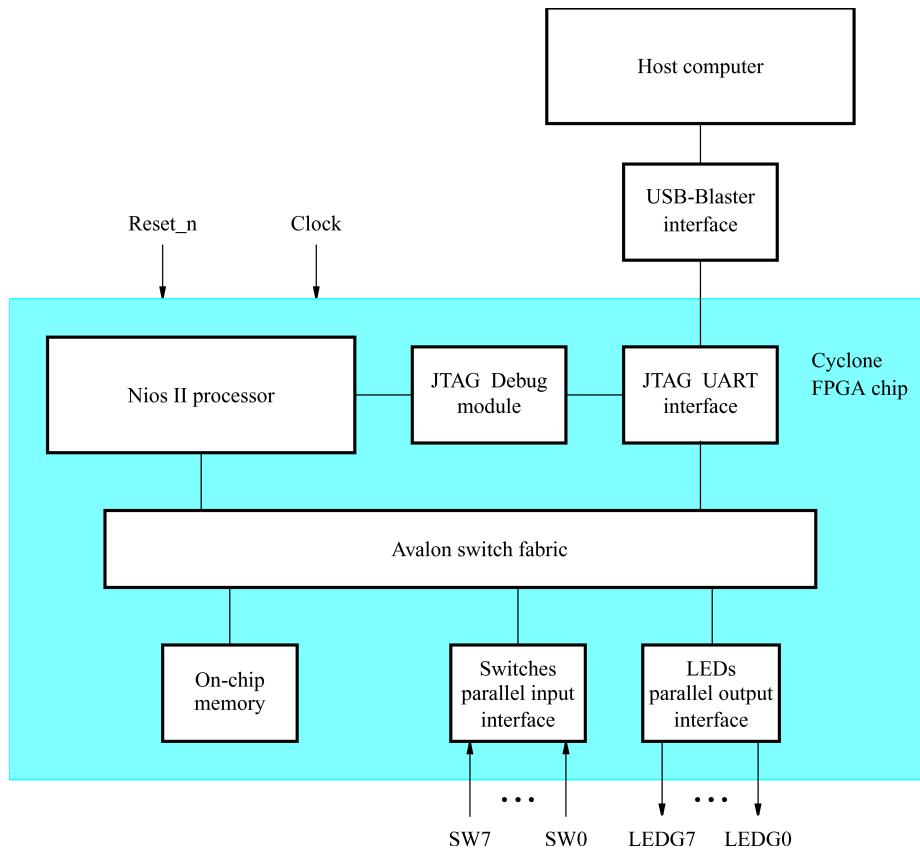 Host computer
USB-Blaster
interface
Reset_n
Clock
Cyclone
FPGA chip
Nios II processor
JTAG Debug
module
JTAG UART
interface
Avalon switch fabric
On-chip
memory
Switches
parallel input
interface
LEDs
parallel output
interface
SW7
SW0
LEDG7
LEDG0